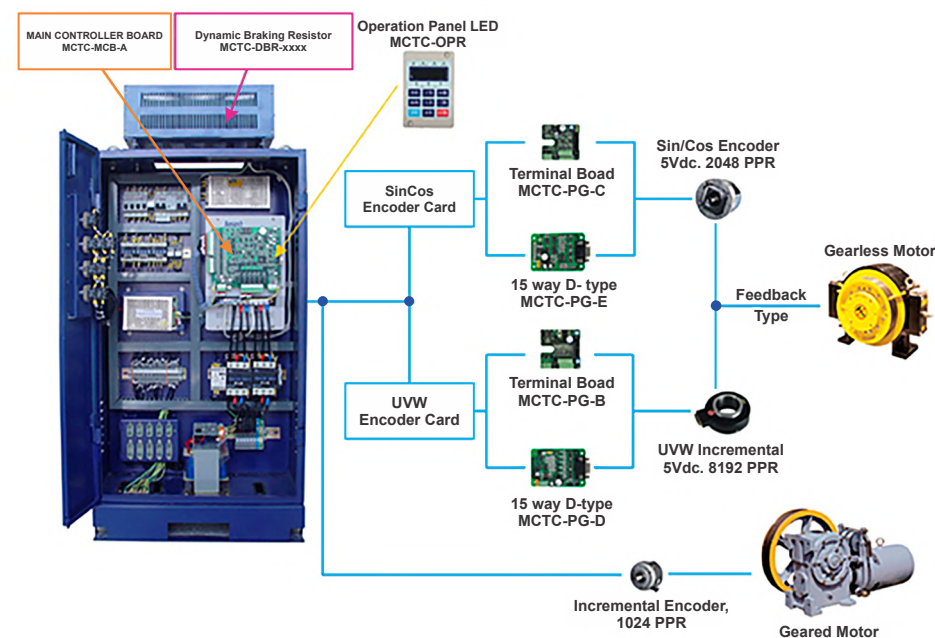 MAIN CONTROLLER BOARD
MCTC-MCB-A
Dynamic Braking Resistor
MCTC-DBR-xxxx
Operation Panel LED
MCTC-OPR
SinCos
Encoder Card
Terminal Boad
MCTC-PG-C
15 way D- type
MCTC-PG-E
Sin/Cos Encoder
5Vdc. 2048 PPR
Gearless Motor
Feedback
Type
UVW
Encoder Card
Terminal Boad
MCTC-PG-B
15 way D-type
MCTC-PG-D
UVW Incremental
5Vdc. 8192 PPR
Incremental Encoder,
1024 PPR
Geared Motor